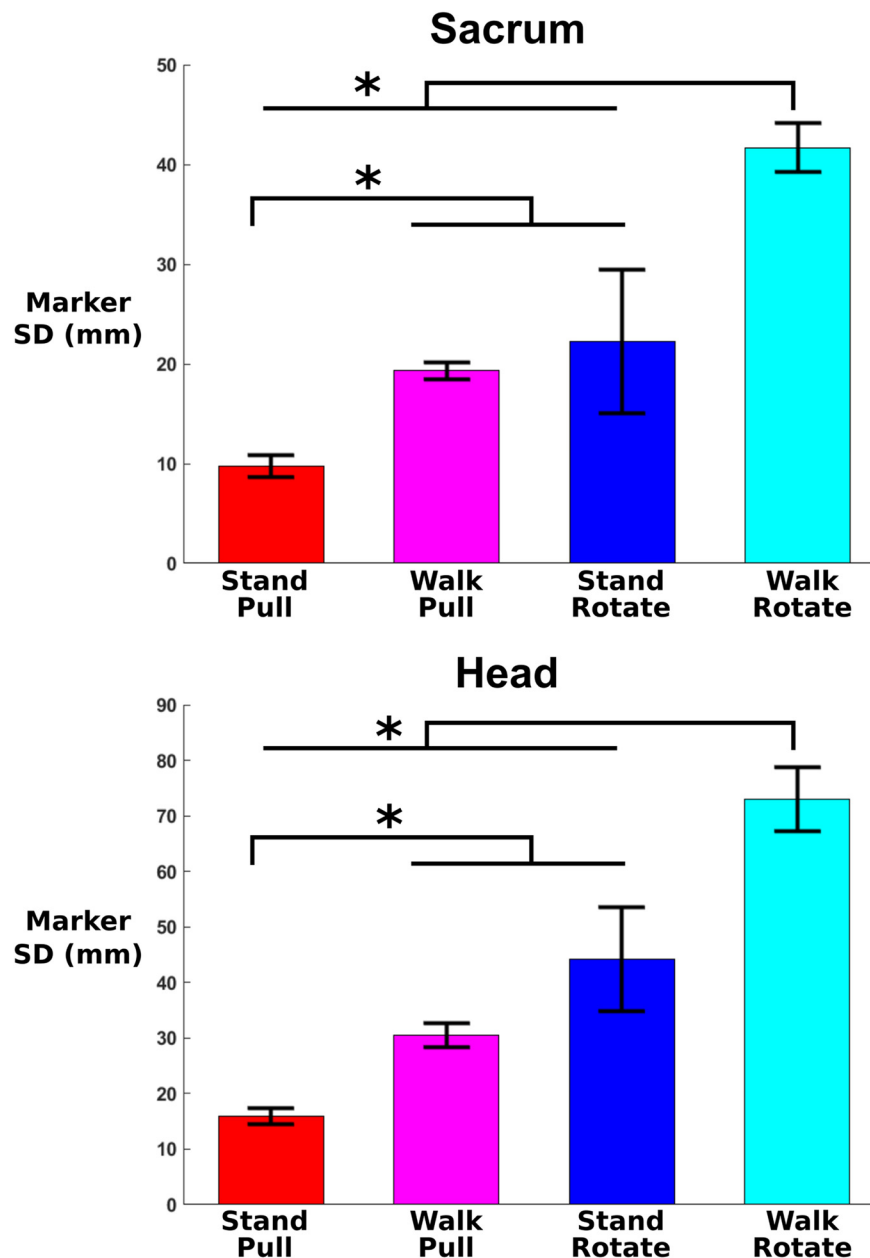 Sacrum
50
*
40
*
30
Marker
SD (mm)
20
10
0
Stand Walk Stand Walk
Pull Pull Rotate Rotate
Head
90
*
80
70
*
60
50
Marker
SD (mm)
40
30
20
10
0
Stand Walk Stand Walk
Pull Pull Rotate Rotate